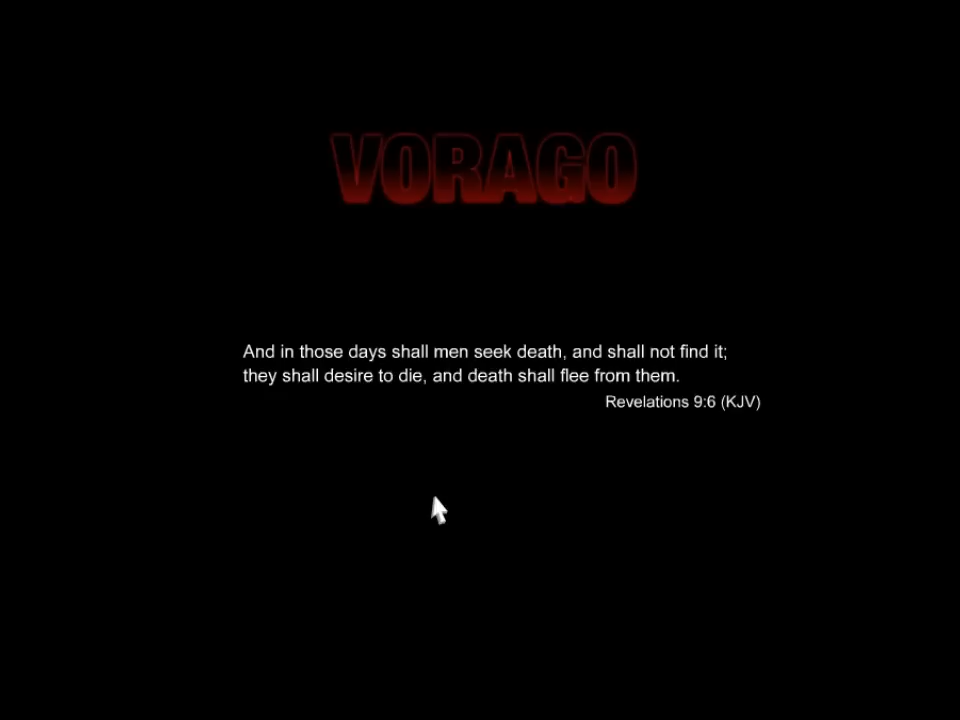 VORAGO
And in those days shall men seek death, and shall not find it;
they shall desire to die, and death shall flee from them.
Revelations 9:6 (KJV)